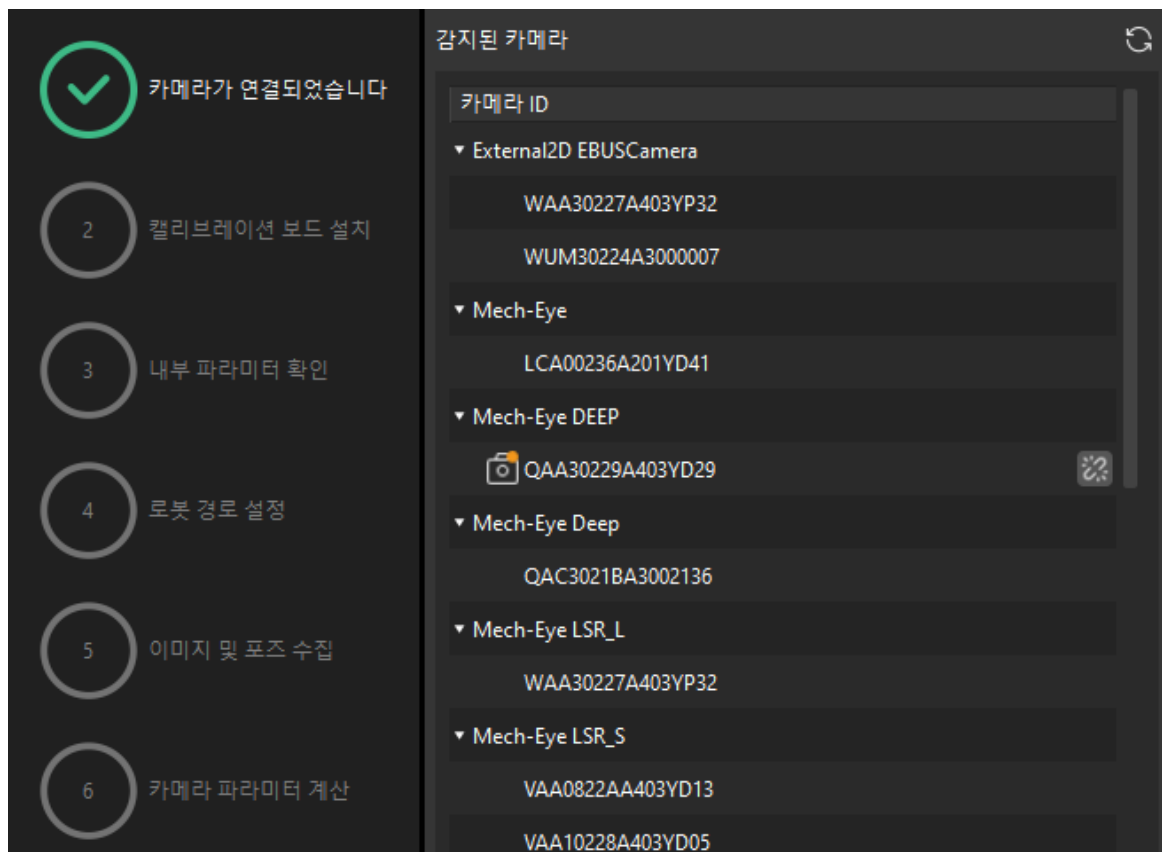 카메라가 연결되었습니다
2
캘리브레이션 보드 설치
3
내부 파라미터 확인
4
로봇 경로 설정
5
이미지 및 포즈 수집
6
카메라 파라미터 계산
감지된 카메라
카메라 ID
External2D EBUSCamera
WAA30227A403YP32
WUM30224A3000007
Mech-Eye
LCA00236A201YD41
Mech-Eye DEEP
QAA30229A403YD29
Mech-Eye Deep
QAC3021BA3002136
Mech-Eye LSR_L
WAA30227A403YP32
Mech-Eye LSR_S
VAA0822AA403YD13
VAA10228A403YD05